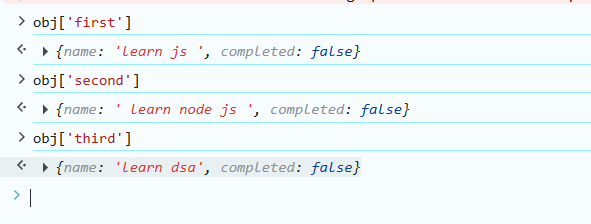 obj['first']
{name: 'learn js ', completed: false}
obj['second']
{name: ' learn node js ', completed: false}
obj['third']
{name: 'learn dsa', completed: false}